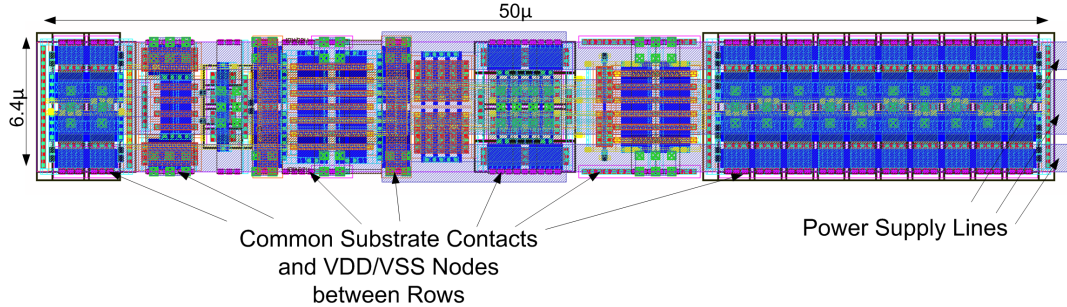 50μ
6.4μ
Common Substrate Contacts
and VDD/VSS Nodes
between Rows
Power Supply Lines